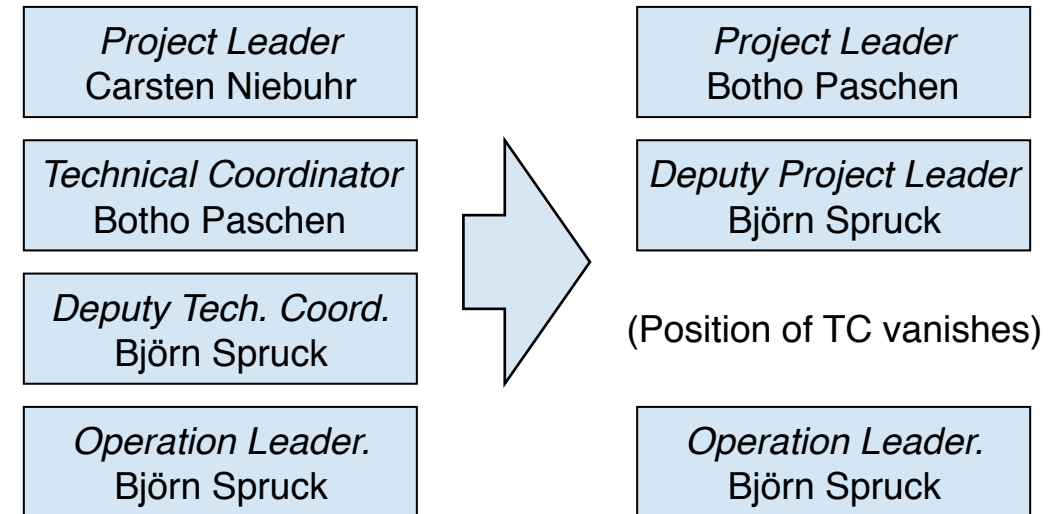 Project Leader
Carsten Niebuhr
Technical Coordinator
Botho Paschen
Deputy Tech. Coord.
Björn Spruck
Operation Leader.
Björn Spruck
Project Leader
Botho Paschen
Deputy Project Leader
Björn Spruck
(Position of TC vanishes)
Operation Leader.
Björn Spruck